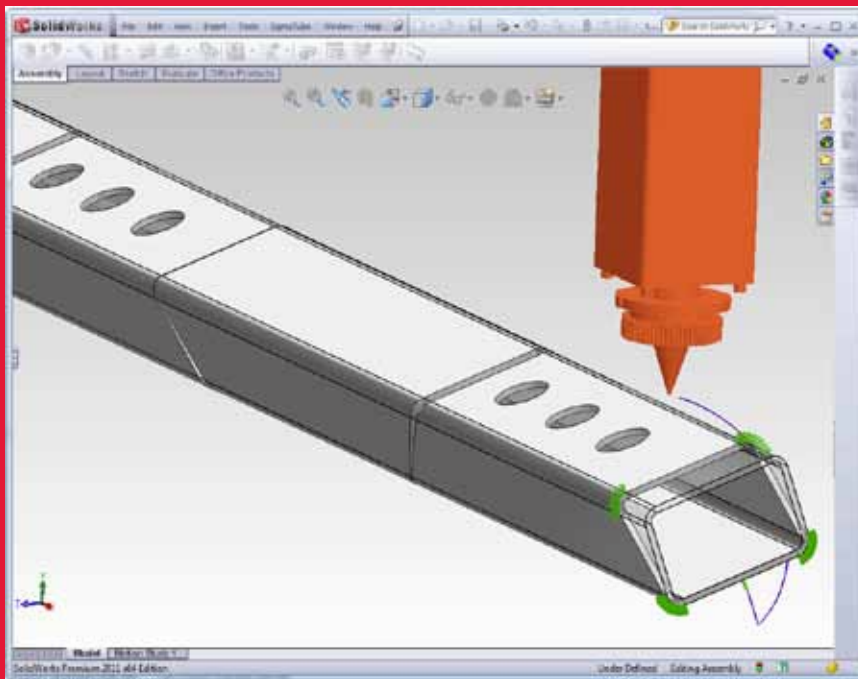 SolidWorks File Edit View Insert Tools SigmaTube Window Help
Assembly Layout Sketch Evaluate Office Products
Model Motion Study 1
SolidWorks Premium 2011 x64 Edition Under Defined Editing Assembly